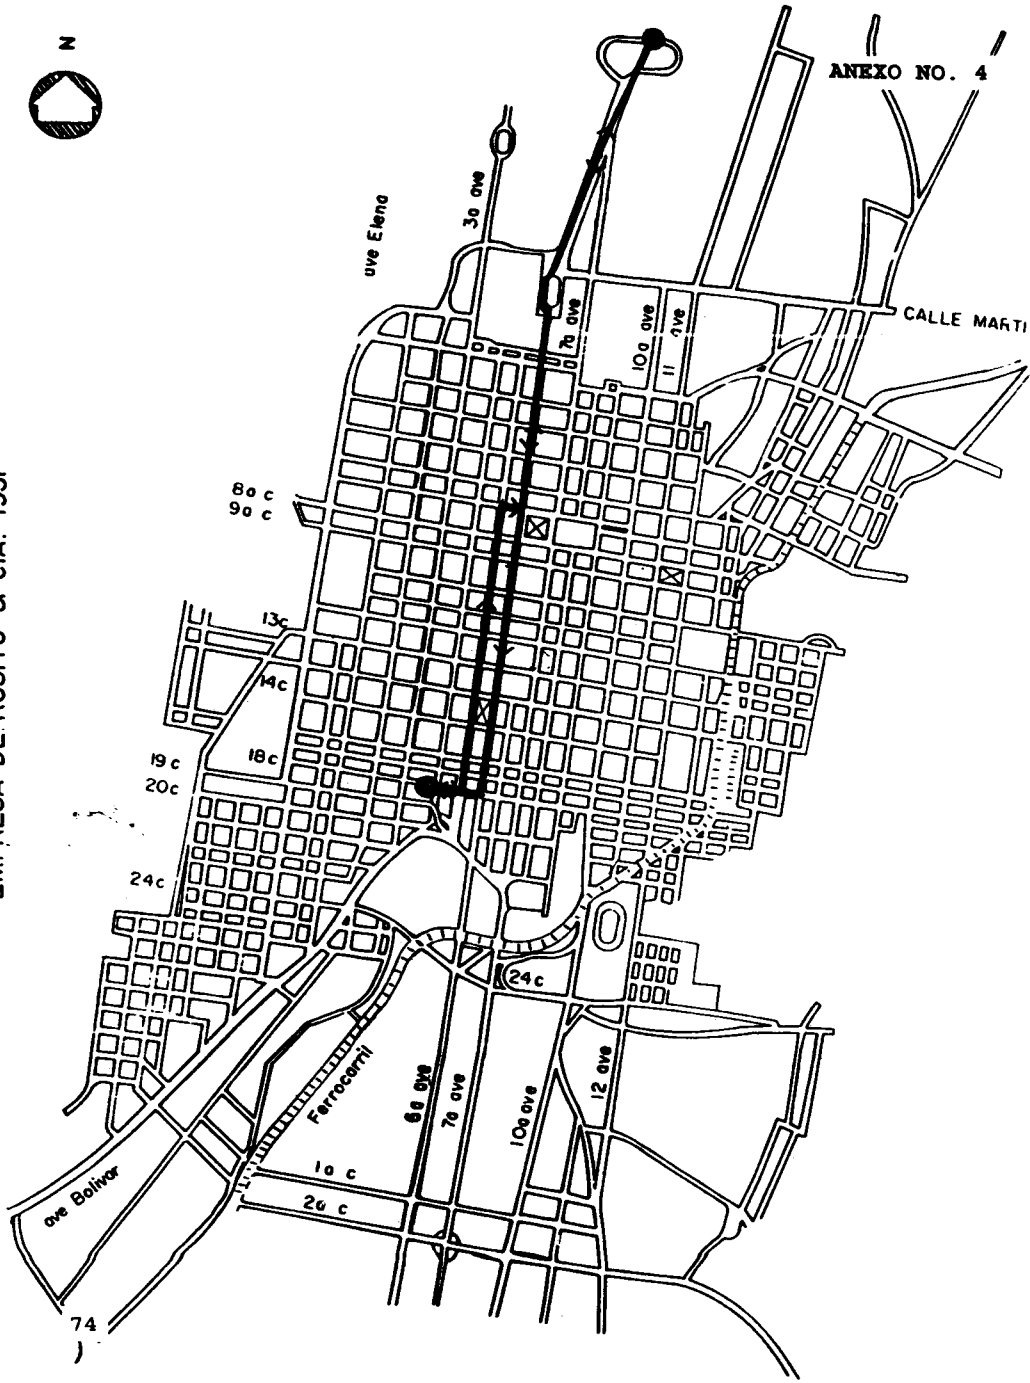 N
ANEXO NO. 4
3a ave
ave Elena
CALLE MARTI
7a ave
10a ave
11 ave
8a c
9a c
13c
14c
18c
19c
20c
24c
24c
Ferrocarril
6a ave
7a ave
10a ave
12 ave
1a c
2a c
ave Bolivar
74